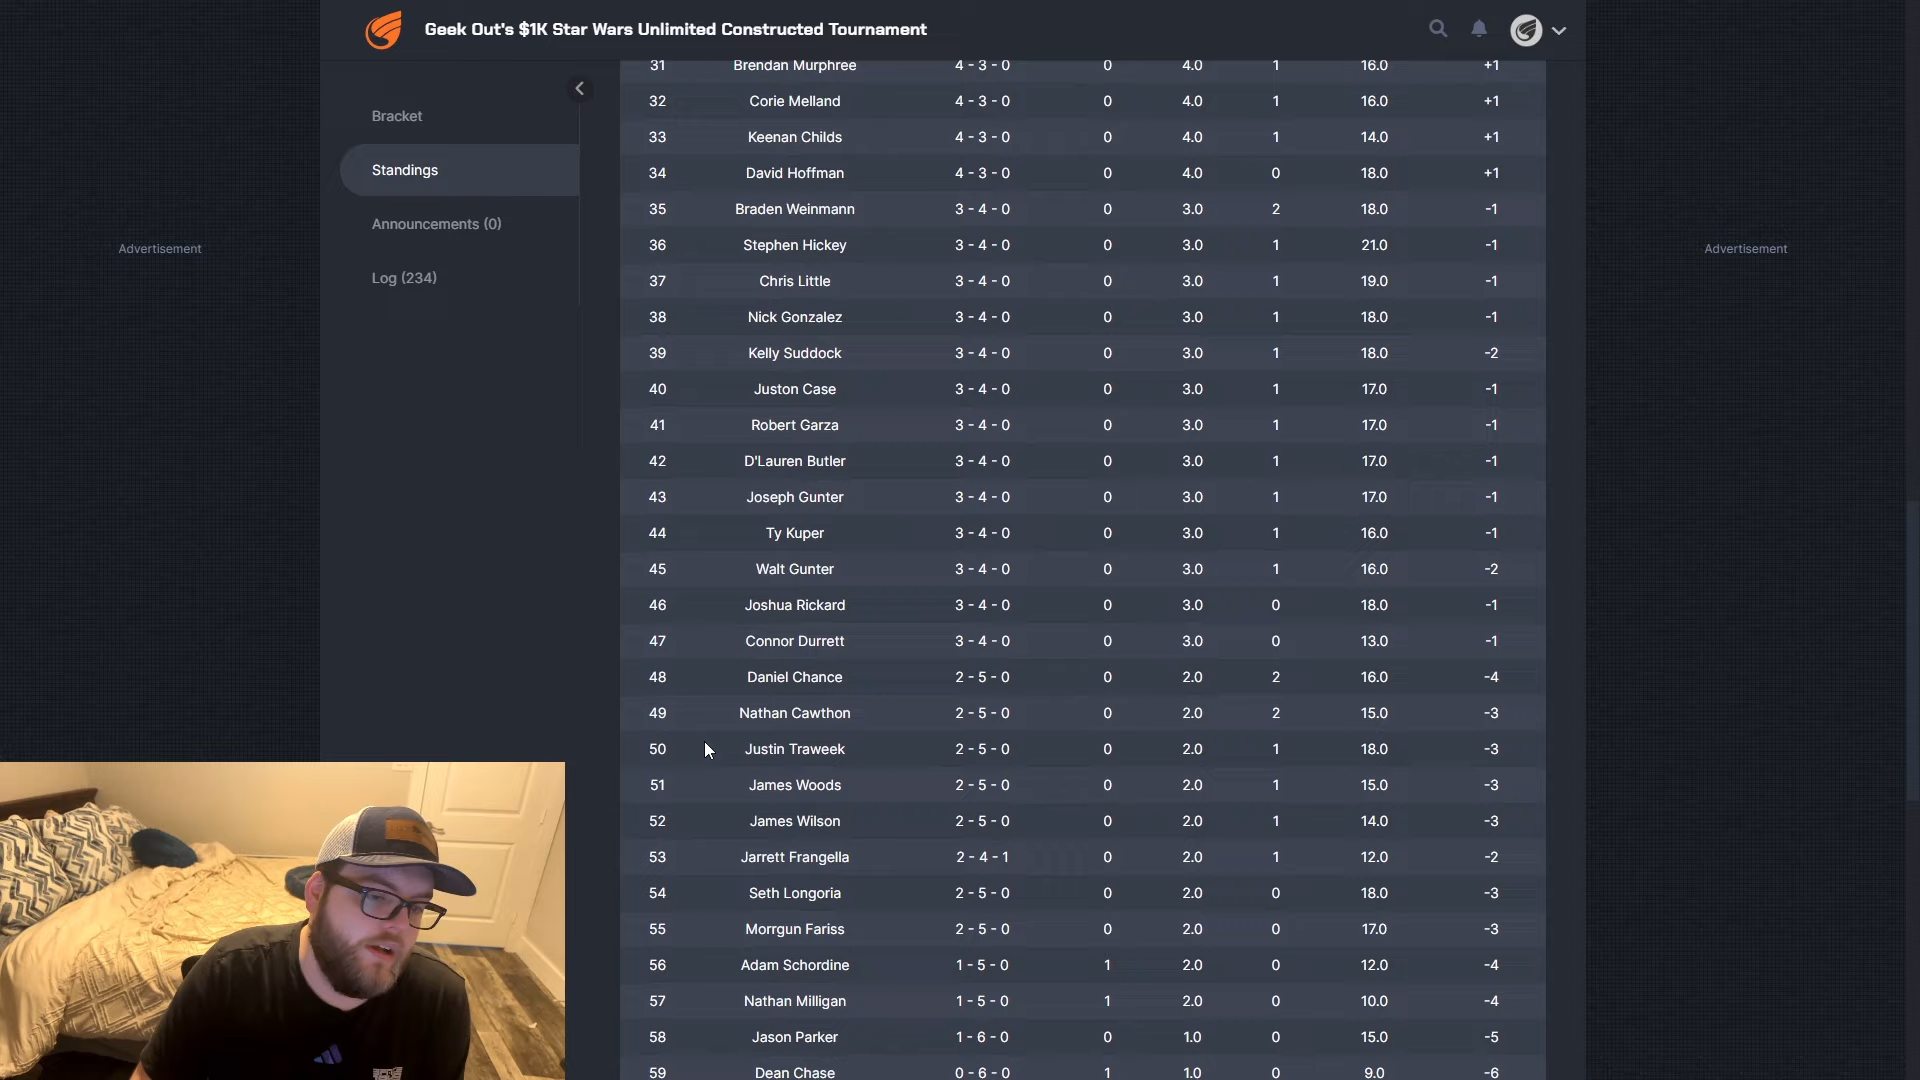 Geek Out's $1K Star Wars Unlimited Constructed Tournament
Bracket
Standings
Announcements (0)
Log (234)
Advertisement
Advertisement
31 Brendan Murphree 4 - 3 - 0 0 4.0 1 16.0 +1
32 Corie Melland 4 - 3 - 0 0 4.0 1 16.0 +1
33 Keenan Childs 4 - 3 - 0 0 4.0 1 14.0 +1
34 David Hoffman 4 - 3 - 0 0 4.0 0 18.0 +1
35 Braden Weinmann 3 - 4 - 0 0 3.0 2 18.0 -1
36 Stephen Hickey 3 - 4 - 0 0 3.0 1 21.0 -1
37 Chris Little 3 - 4 - 0 0 3.0 1 19.0 -1
38 Nick Gonzalez 3 - 4 - 0 0 3.0 1 18.0 -1
39 Kelly Suddock 3 - 4 - 0 0 3.0 1 18.0 -2
40 Juston Case 3 - 4 - 0 0 3.0 1 17.0 -1
41 Robert Garza 3 - 4 - 0 0 3.0 1 17.0 -1
42 D'Lauren Butler 3 - 4 - 0 0 3.0 1 17.0 -1
43 Joseph Gunter 3 - 4 - 0 0 3.0 1 17.0 -1
44 Ty Kuper 3 - 4 - 0 0 3.0 1 16.0 -1
45 Walt Gunter 3 - 4 - 0 0 3.0 1 16.0 -2
46 Joshua Rickard 3 - 4 - 0 0 3.0 0 18.0 -1
47 Connor Durrett 3 - 4 - 0 0 3.0 0 13.0 -1
48 Daniel Chance 2 - 5 - 0 0 2.0 2 16.0 -4
49 Nathan Cawthon 2 - 5 - 0 0 2.0 2 15.0 -3
50 Justin Traweek 2 - 5 - 0 0 2.0 1 18.0 -3
51 James Woods 2 - 5 - 0 0 2.0 1 15.0 -3
52 James Wilson 2 - 5 - 0 0 2.0 1 14.0 -3
53 Jarrett Frangella 2 - 4 - 1 0 2.0 1 12.0 -2
54 Seth Longoria 2 - 5 - 0 0 2.0 0 18.0 -3
55 Morrgun Fariss 2 - 5 - 0 0 2.0 0 17.0 -3
56 Adam Schordine 1 - 5 - 0 1 2.0 0 12.0 -4
57 Nathan Milligan 1 - 5 - 0 1 2.0 0 10.0 -4
58 Jason Parker 1 - 6 - 0 0 1.0 0 15.0 -5
59 Dean Chase 0 - 6 - 0 1 1.0 0 9.0 -6